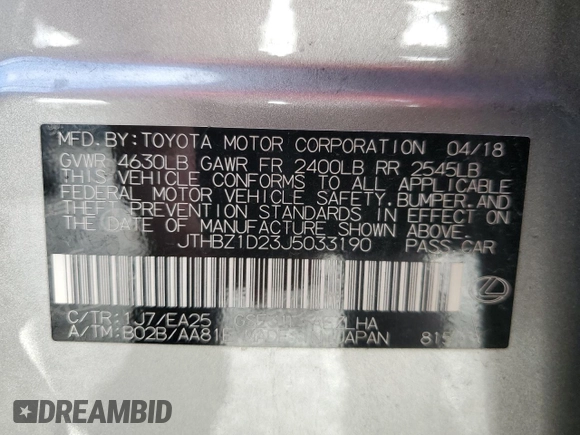 MFD.BY:TOYOTA MOTOR CORPORATION 04/18
GVWR 4630LB GAWR FR 2400LB RR 2545LB
THIS VEHICLE CONFORMS TO ALL APPLICABLE
FEDERAL MOTOR VEHICLE SAFETY,BUMPER,AND
THEFT PREVENTION STANDARDS IN EFFECT
ON THE DATE OF MANUFACTURE SHOWN ABOVE.
JTHBZ1D23J5033190 PASS.CAR
C/TR:1J7/EA25
A/TM:B02B/AA81E JAPAN
DREAMBID